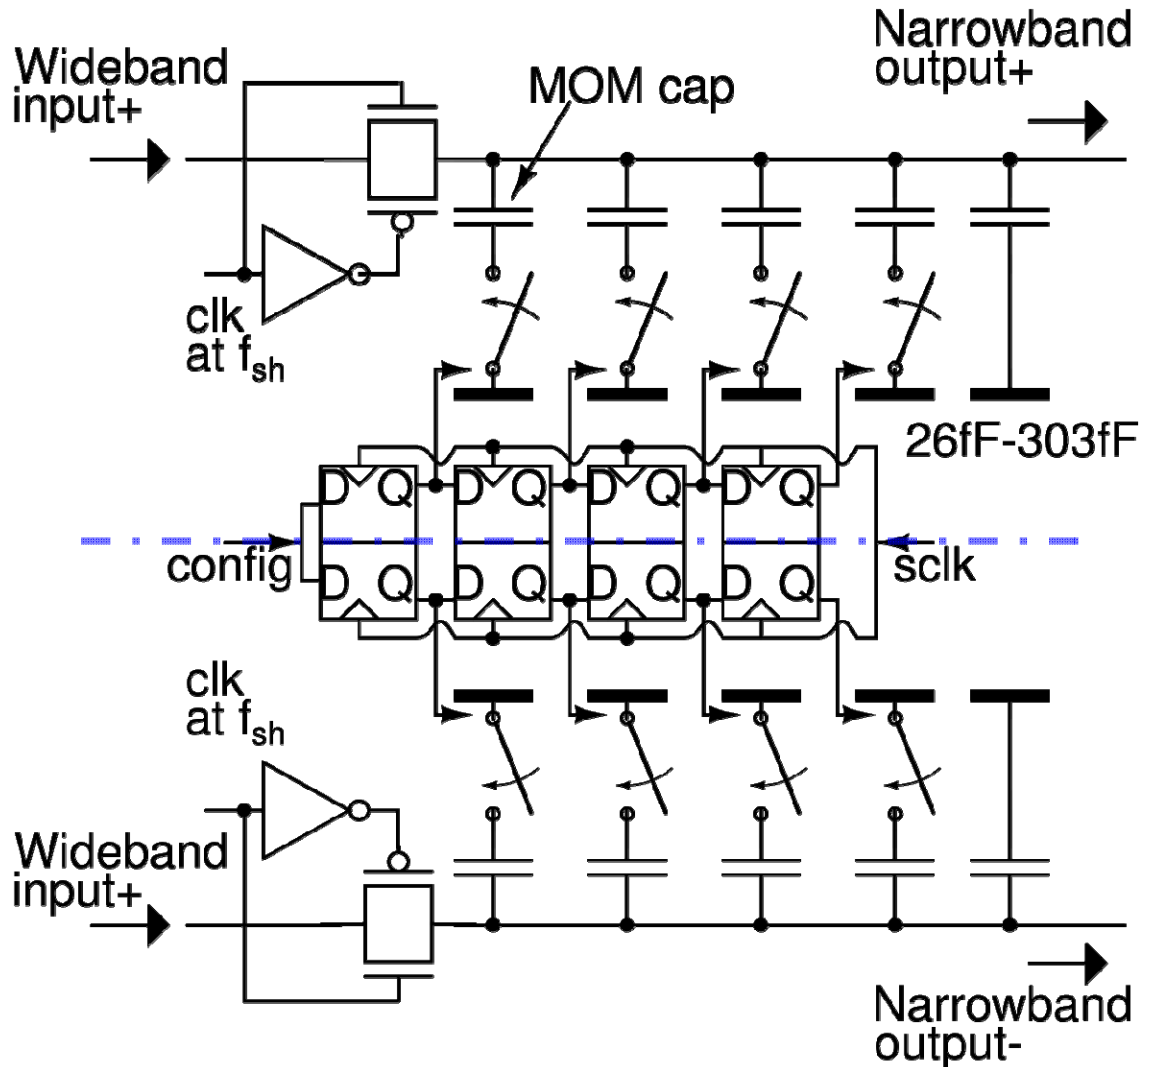 Narrowband
output+
Wideband
input+
MOM cap
clk
at fsh
26fF-303fF
D Q D Q D Q D Q
config
sclk
D Q D Q D Q D Q
clk
at fsh
Wideband
input+
Narrowband
output-